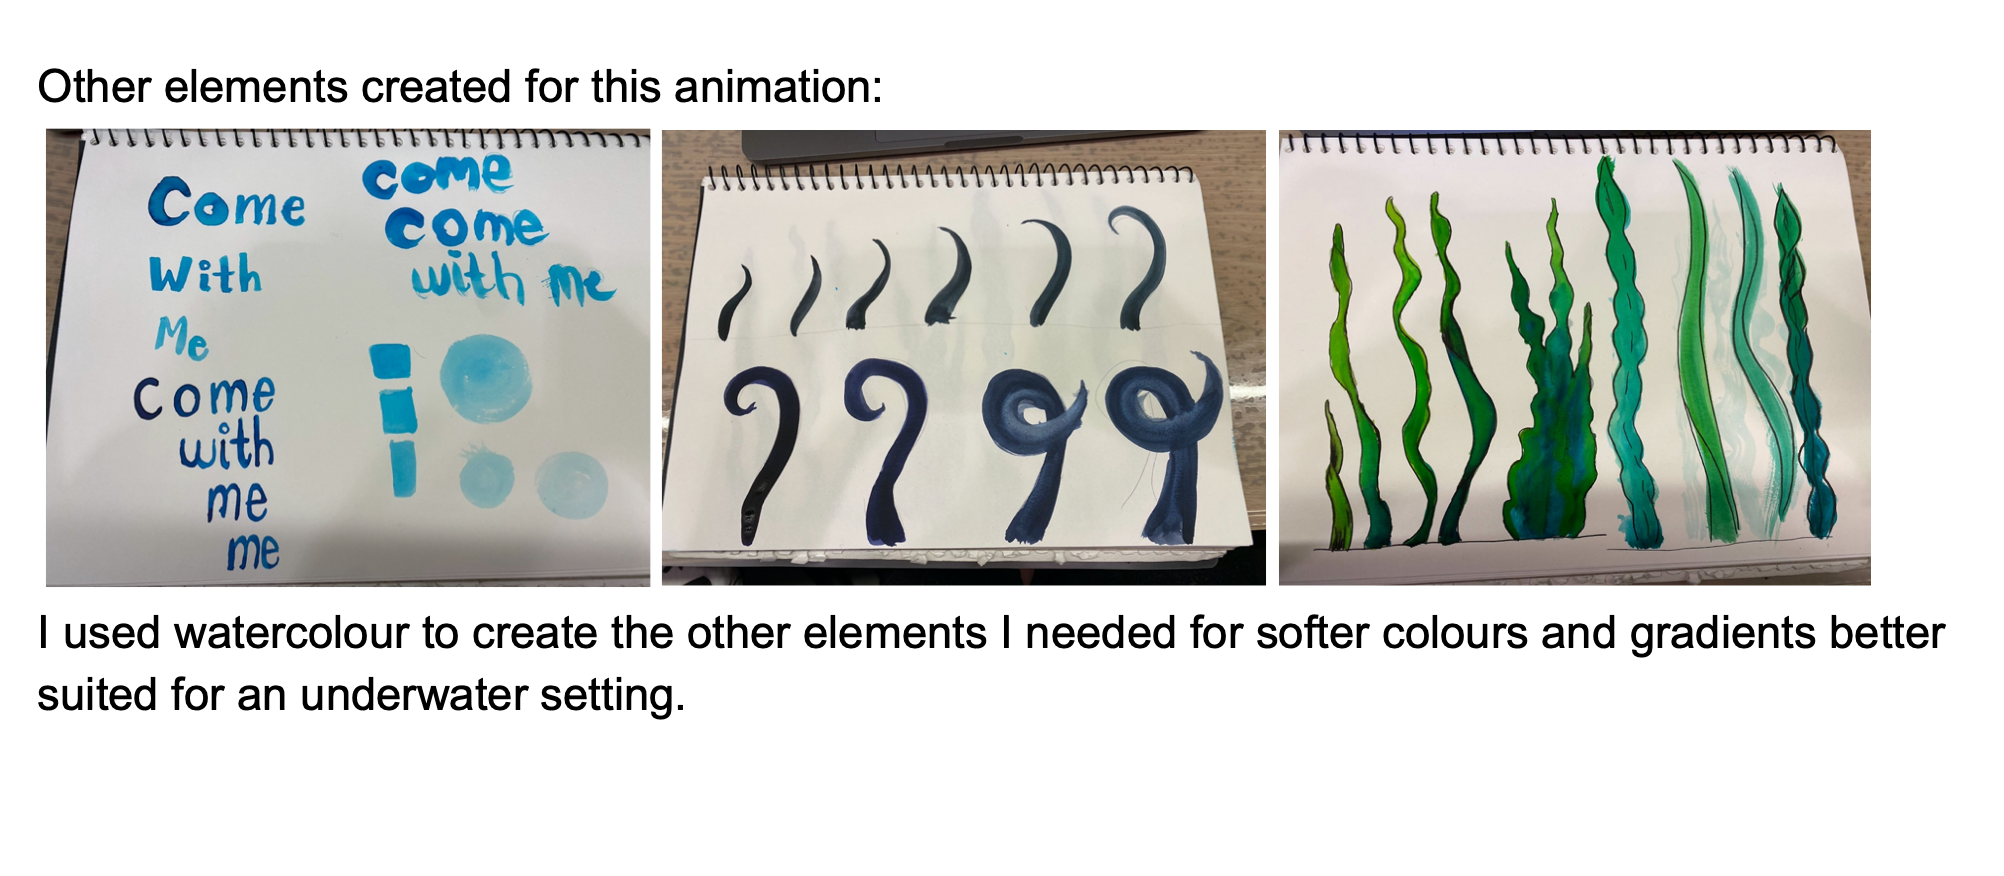 Other elements created for this animation:
Come
With
Me
Come
with
me
me
come
come
with me
I used watercolour to create the other elements I needed for softer colours and gradients better
suited for an underwater setting.